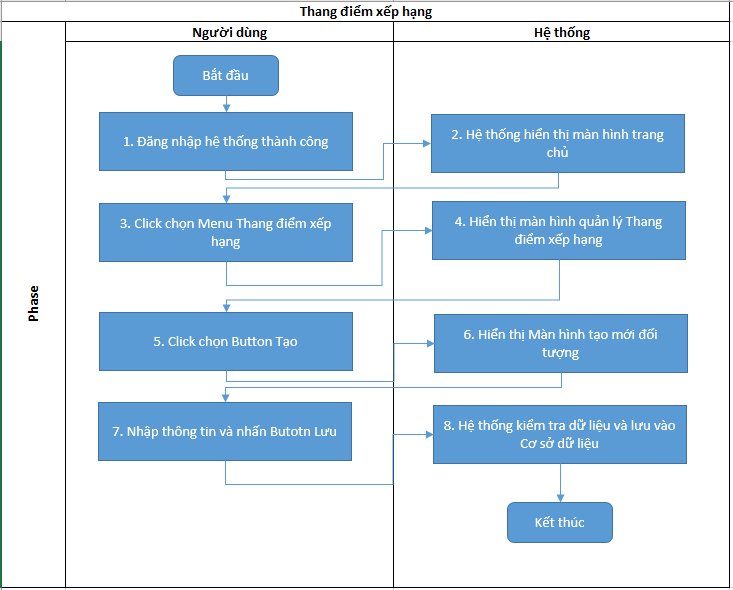 Thang điểm xếp hạng
Người dùng
Hệ thống
Phase
Bắt đầu
1. Đăng nhập hệ thống thành công
2. Hệ thống hiển thị màn hình trang
chủ
3. Click chọn Menu Thang điểm xếp
hạng
4. Hiển thị màn hình quản lý Thang
điểm xếp hạng
5. Click chọn Button Tạo
6. Hiển thị Màn hình tạo mới đối
tượng
7. Nhập thông tin và nhấn Butotn Lưu
8. Hệ thống kiểm tra dữ liệu và lưu vào
Cơ sở dữ liệu
Kết thúc